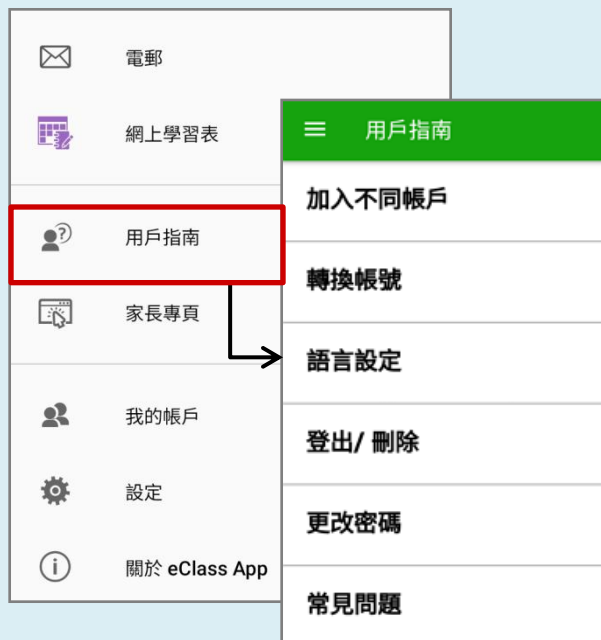 電郵
網上學習表
用戶指南
家長專頁
我的帳戶
設定
關於 eClass App
用戶指南
加入不同帳戶
轉換帳號
語言設定
登出/ 刪除
更改密碼
常見問題